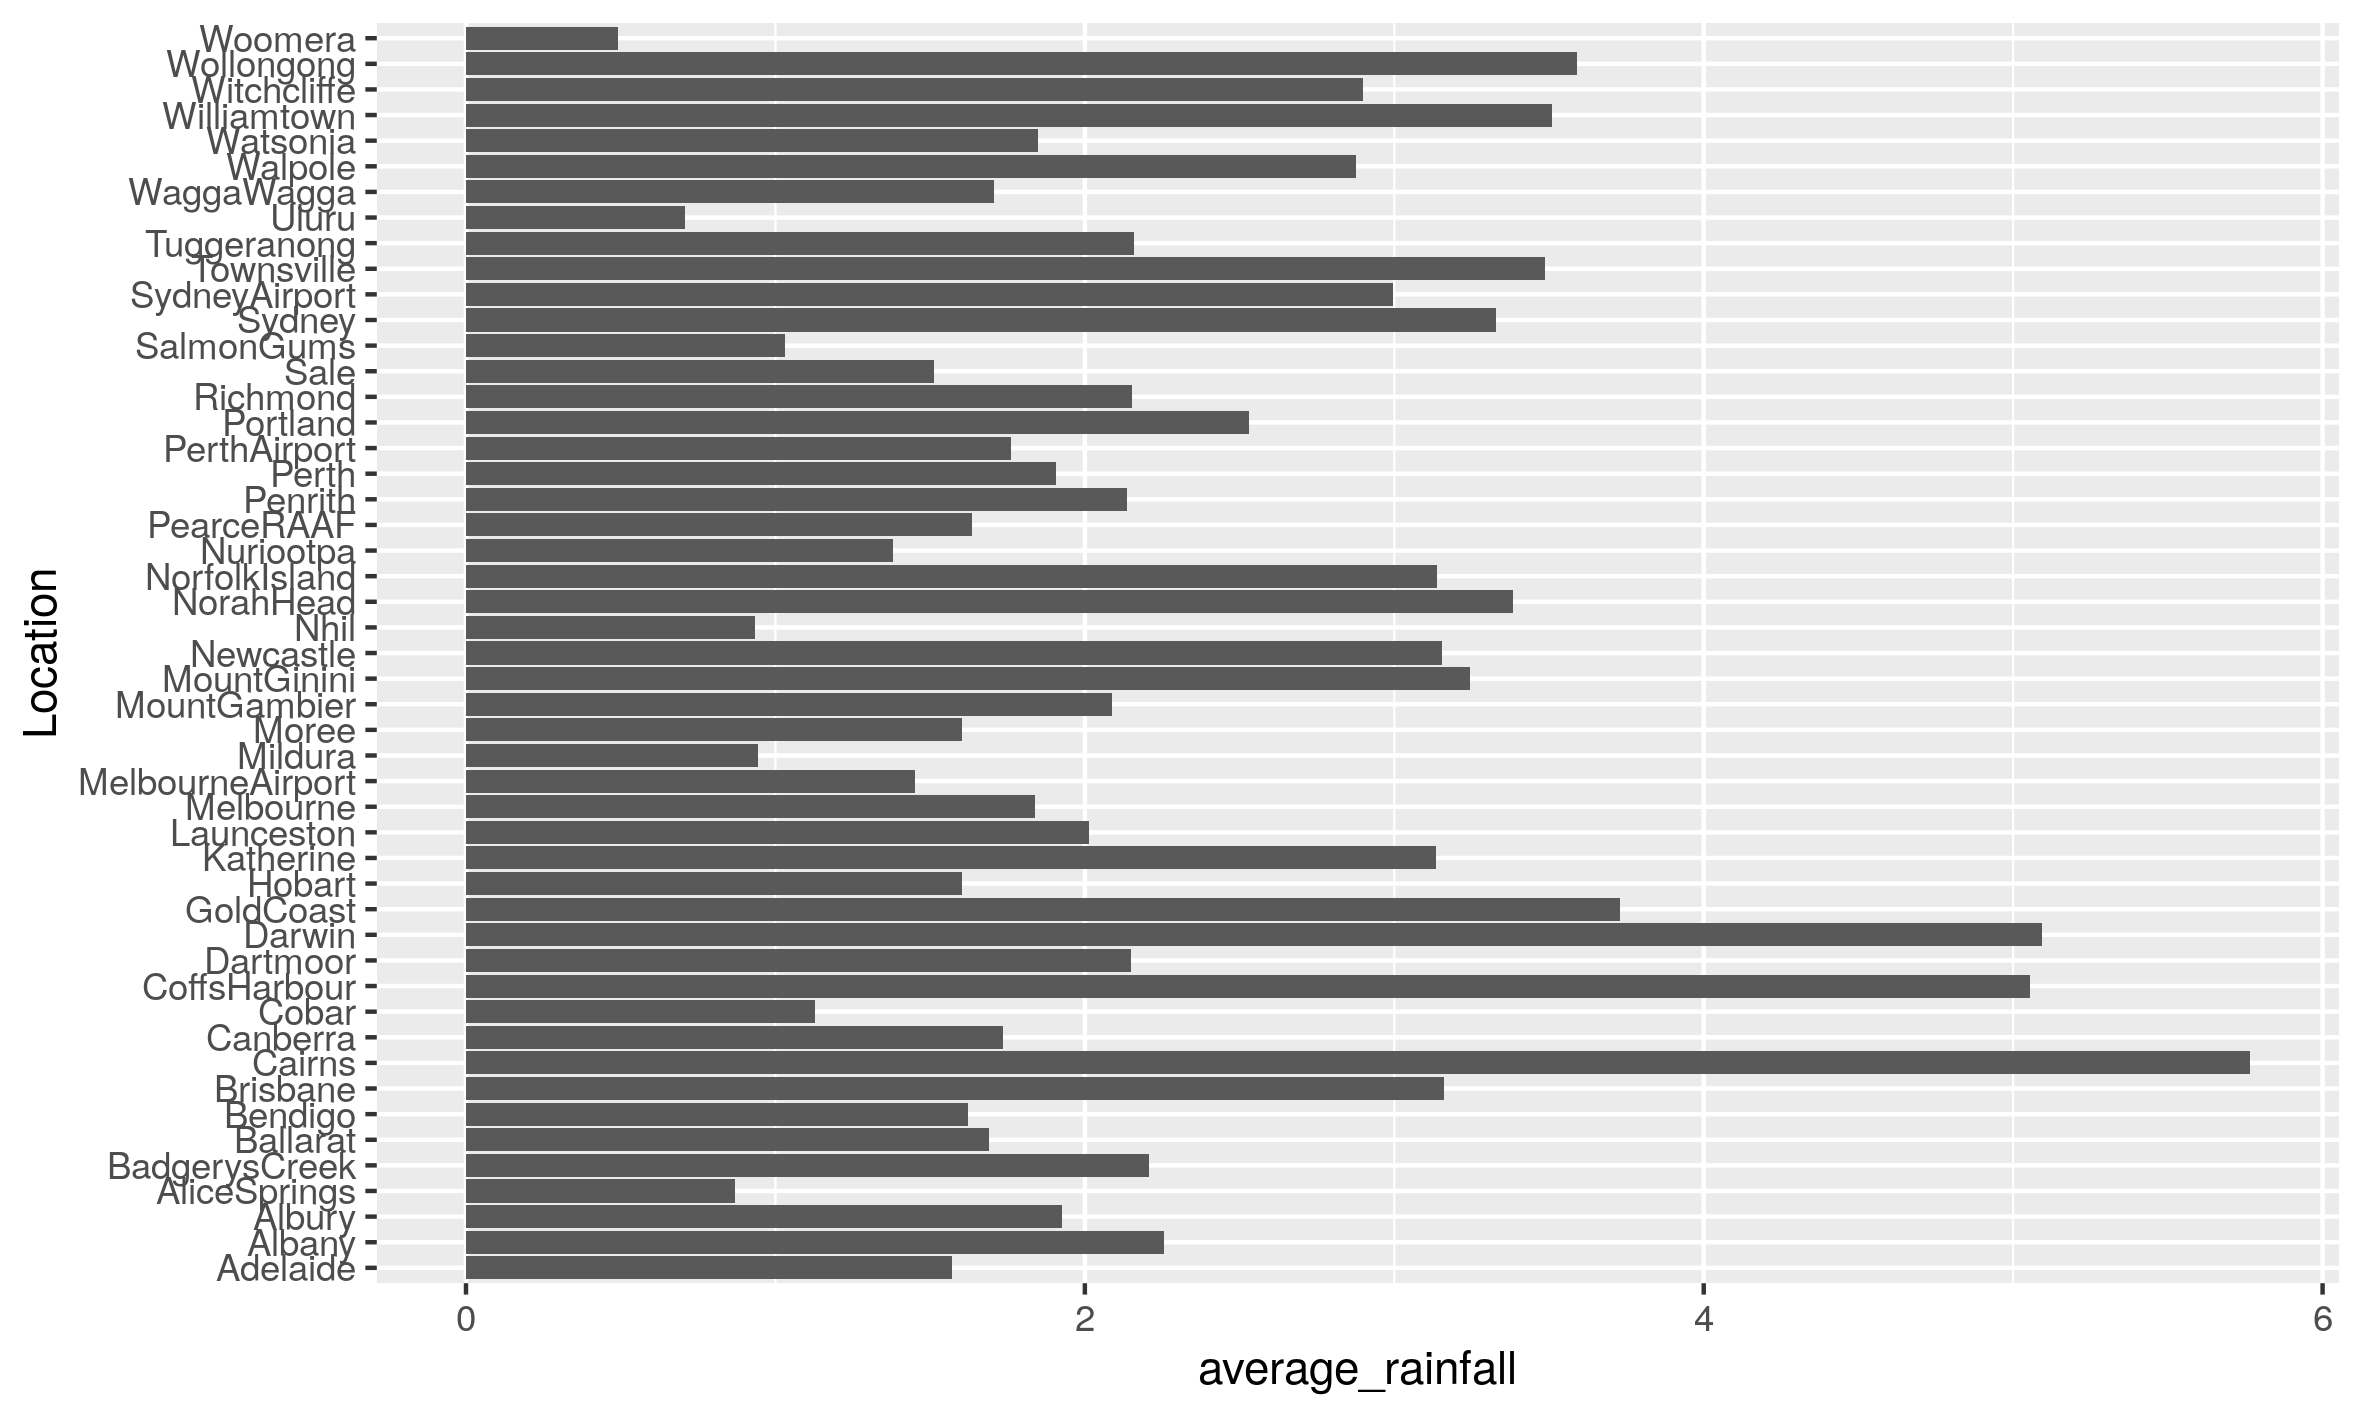 Woomera
Wollongong
Witchcliffe
Williamtown
Watsonia
Walpole
WaggaWagga
Uluru
Tuggeranong
Townsville
SydneyAirport
Sydney
SalmonGums
Sale
Richmond
Portland
PerthAirport
Perth
Penrith
PearceRAAF
Nuriootpa
NorfolkIsland
NorahHead
Nhil
Newcastle
MountGinini
MountGambier
Moree
Mildura
MelbourneAirport
Melbourne
Launceston
Katherine
Hobart
GoldCoast
Darwin
Dartmoor
CoffsHarbour
Cobar
Canberra
Cairns
Brisbane
Bendigo
Ballarat
BadgerysCreek
AliceSprings
Albury
Albany
Adelaide
Location
0 2 4 6
average_rainfall